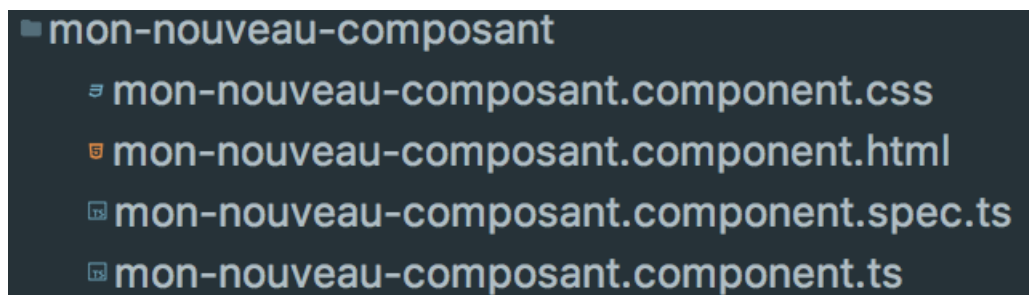 mon-nouveau-composant
mon-nouveau-composant.component.css
mon-nouveau-composant.component.html
mon-nouveau-composant.component.spec.ts
mon-nouveau-composant.component.ts